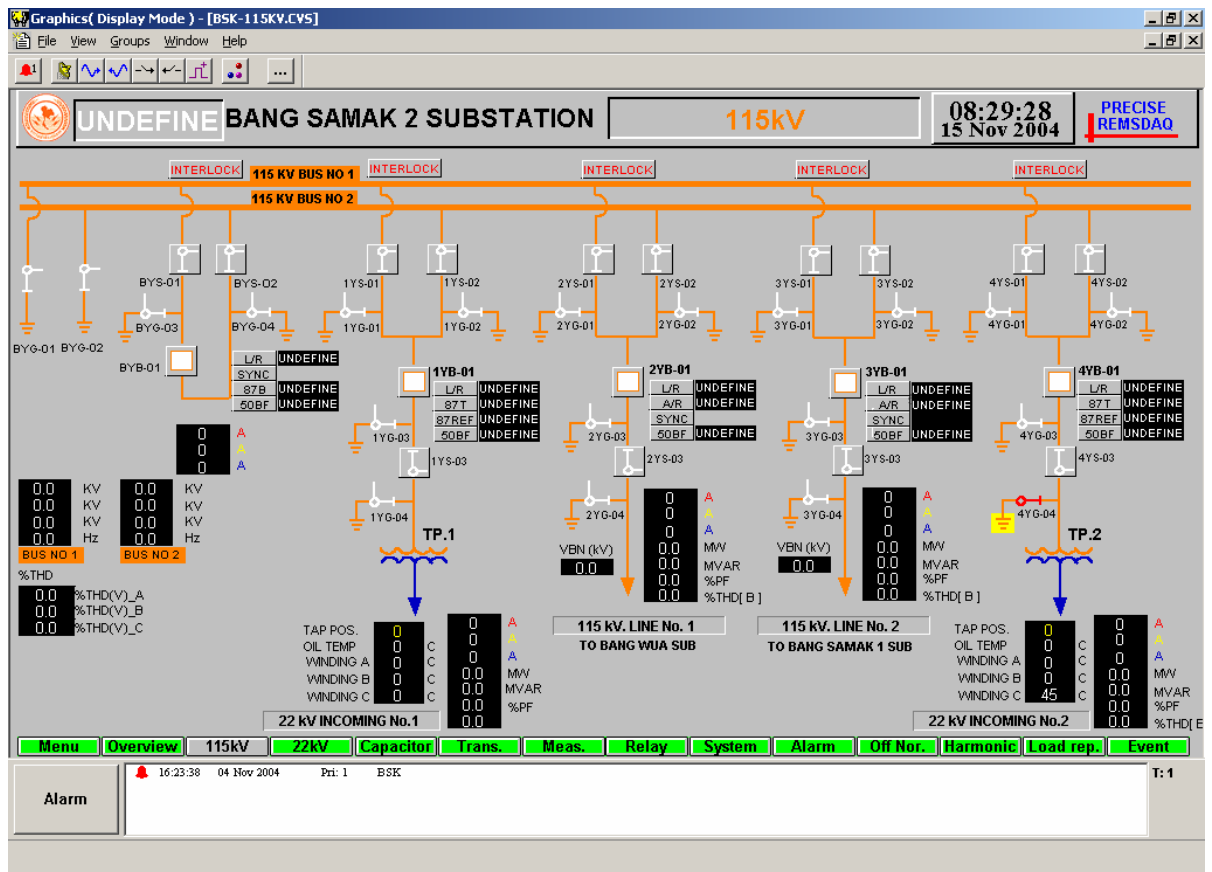 Graphics( Display Mode ) - [BSK-115KV.CVS]
File View Groups Window Help
UNDEFINE BANG SAMAK 2 SUBSTATION 115kV 08:29:28 PRECISE
15 Nov 2004 REMSDAQ
INTERLOCK 115 KV BUS NO 1 INTERLOCK INTERLOCK INTERLOCK INTERLOCK
115 KV BUS NO 2
BYS-01 BYS-02 1YS-01 1YS-02 2YS-01 2YS-02 3YS-01 3YS-02 4YS-01 4YS-02
BYG-03 BYG-04 1YG-01 1YG-02 2YG-01 2YG-02 3YG-01 3YG-02 4YG-01 4YG-02
BYG-01 BYG-02
BYB-01
L/R UNDEFINE
SYNC
87B UNDEFINE
50BF UNDEFINE
1YB-01
L/R UNDEFINE
87T UNDEFINE
87REF UNDEFINE
50BF UNDEFINE
2YB-01
L/R UNDEFINE
A/R UNDEFINE
SYNC
50BF UNDEFINE
3YB-01
L/R UNDEFINE
A/R UNDEFINE
SYNC
50BF UNDEFINE
4YB-01
L/R UNDEFINE
87T UNDEFINE
87REF UNDEFINE
50BF UNDEFINE
1YG-03 2YG-03 3YG-03 4YG-03
1YS-03 2YS-03 3YS-03 4YS-03
1YG-04 2YG-04 3YG-04 4YG-04
0 A
0 A
0 A
0.0 KV 0.0 KV
0.0 KV 0.0 KV
0.0 KV 0.0 KV
0.0 Hz 0.0 Hz
BUS NO 1 BUS NO 2
%THD
0.0 %THD(V)_A
0.0 %THD(V)_B
0.0 %THD(V)_C
TP.1
TAP POS. 0
OIL TEMP 0 C
WINDING A 0 C
WINDING B 0 C
WINDING C 0 C
0 A
0 A
0 A
0.0 MW
0.0 MVAR
0.0 %PF
0.0
22 kV INCOMING No.1
VBN (kV)
0.0
0 A
0 A
0 A
0.0 MW
0.0 MVAR
0.0 %PF
0.0 %THD[ B ]
115 kV. LINE No. 1
TO BANG WUA SUB
VBN (kV)
0.0
0 A
0 A
0 A
0.0 MW
0.0 MVAR
0.0 %PF
0.0 %THD[ B ]
115 kV. LINE No. 2
TO BANG SAMAK 1 SUB
TP.2
TAP POS. 0
OIL TEMP 0 C
WINDING A 0 C
WINDING B 0 C
WINDING C 45 C
0 A
0 A
0 A
0.0 MW
0.0 MVAR
0.0 %PF
0.0 %THD[ E
22 kV INCOMING No.2
Menu Overview 115kV 22kV Capacitor Trans. Meas. Relay System Alarm Off Nor. Harmonic Load rep. Event
Alarm 16:23:38 04 Nov 2004 Pri: 1 BSK T: 1